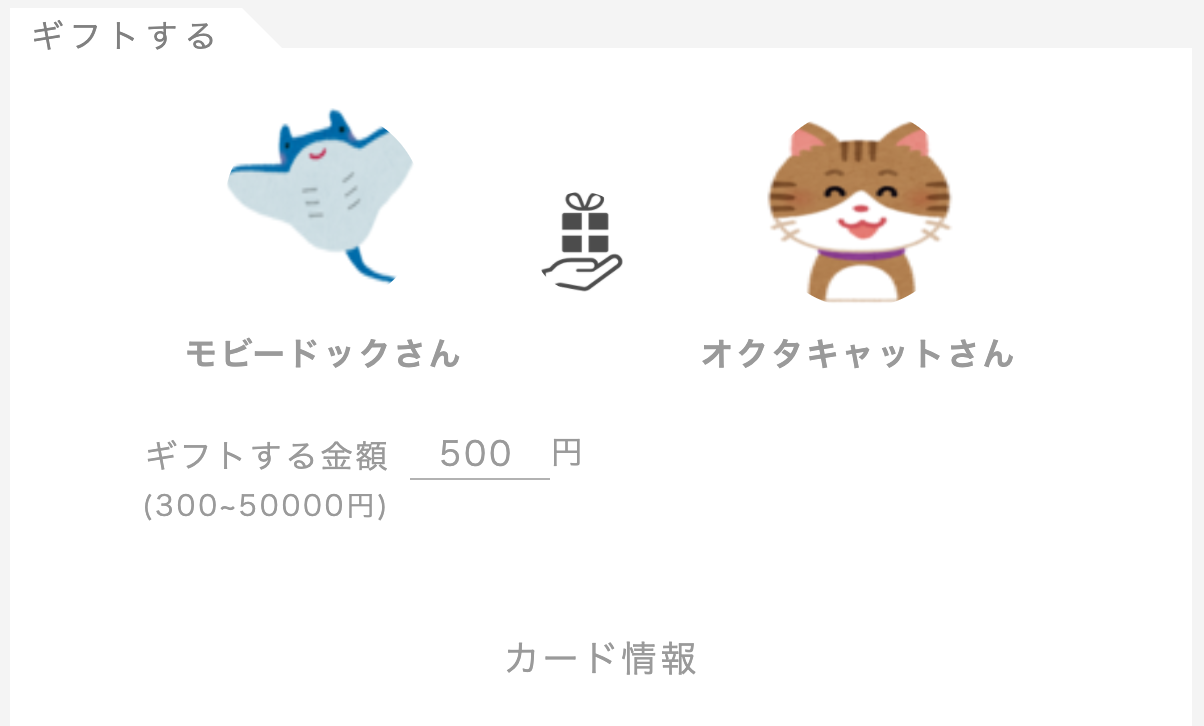 ギフトする
モビードックさん
オクタキャットさん
ギフトする金額 500 円
(300~50000円)
カード情報